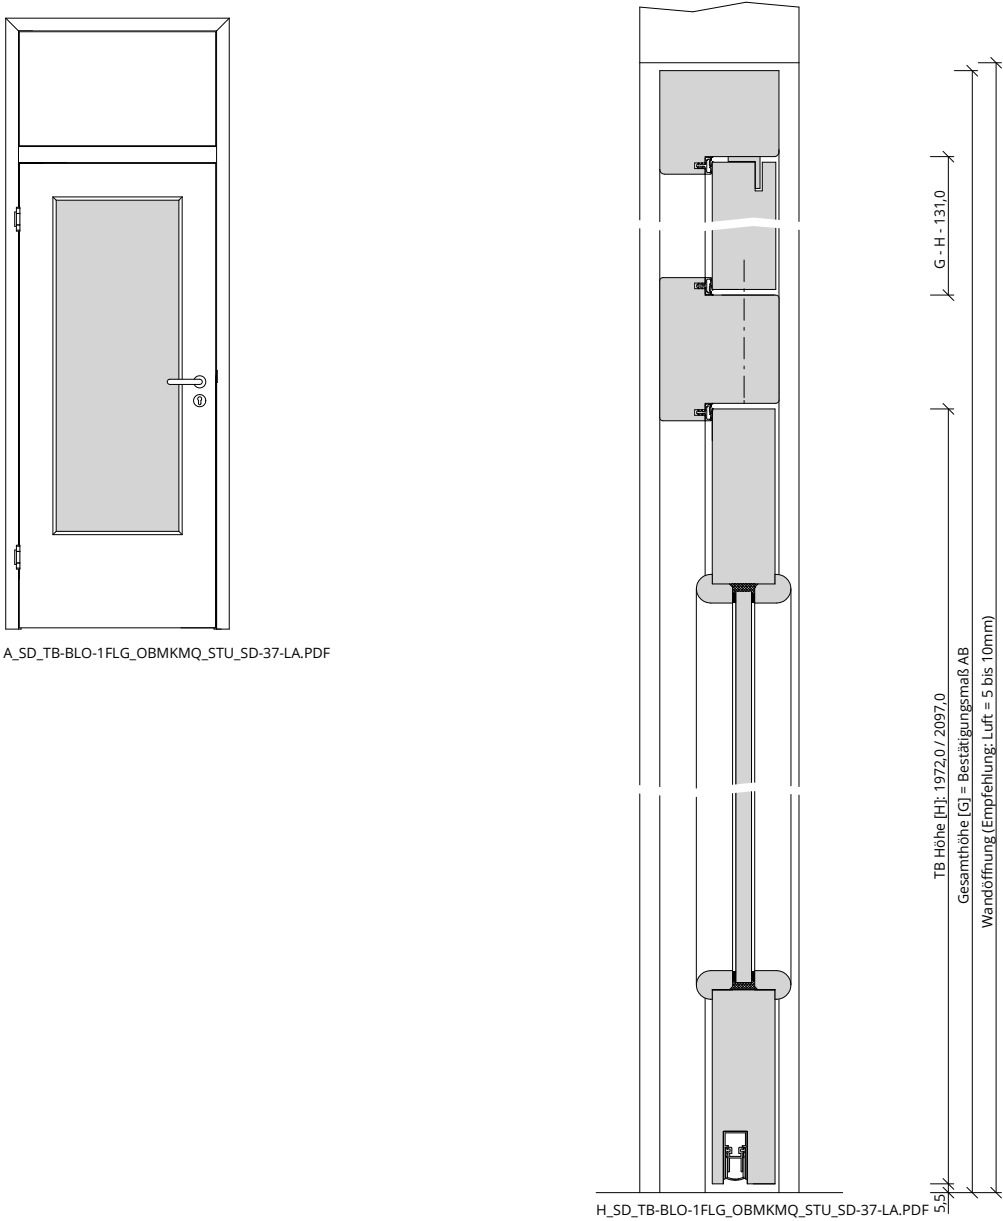 G - H - 131,0
TB Höhe [H]: 1972,0 / 2097,0
Gesamthöhe [G] = Bestätigungsmaß AB
Wandöffnung (Empfehlung: Luft = 5 bis 10mm)
A_SD_TB-BLO-1FLG_OBMKMQ_STU_SD-37-LA.PDF
H_SD_TB-BLO-1FLG_OBMKMQ_STU_SD-37-LA.PDF
5,5